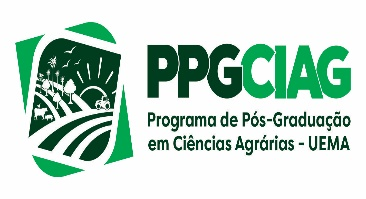 PPGCIAG
Programa de Pós-Graduação
em Ciências Agrárias - UEMA